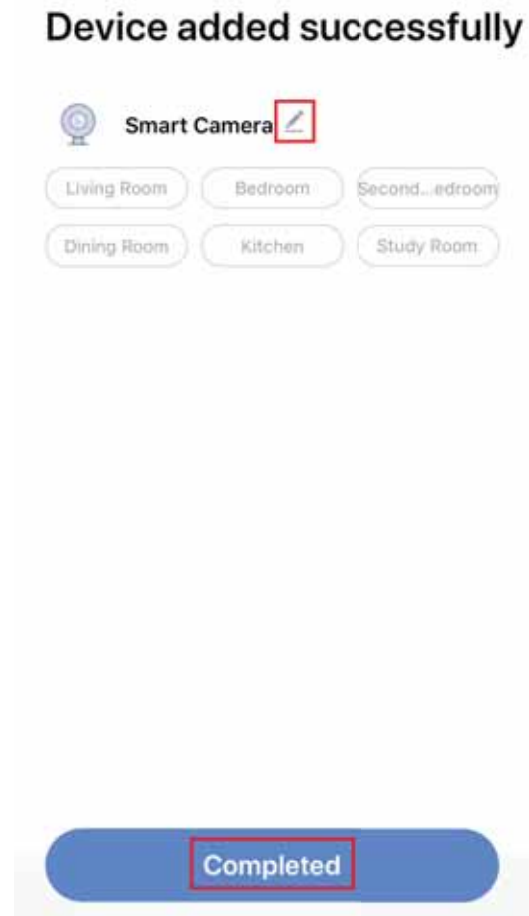 Device added successfully
Smart Camera
Living Room Bedroom Second...edroom
Dining Room Kitchen Study Room
Completed